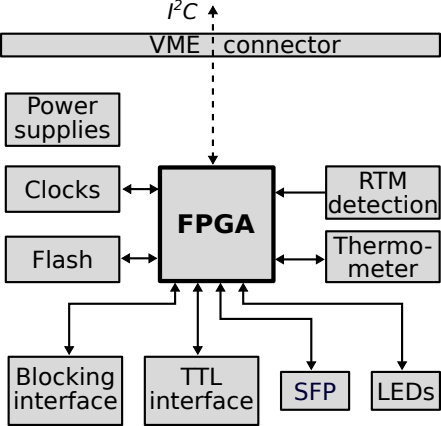 I²C
VME connector
Power
supplies
Clocks
FPGA
RTM
detection
Flash
Thermo-
meter
Blocking
interface
TTL
interface
SFP
LEDs